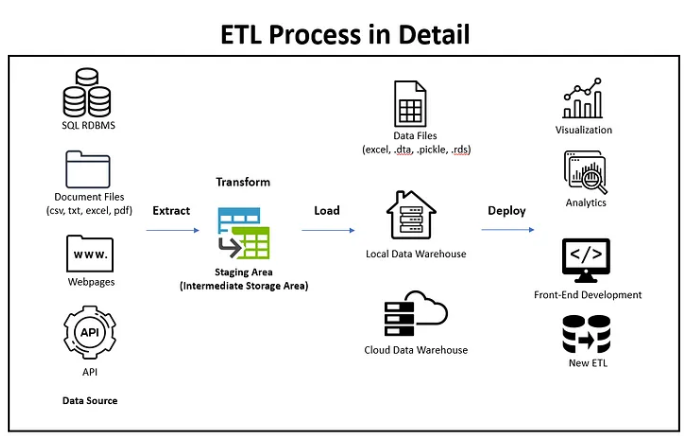 ETL Process in Detail
SQL RDBMS
Document Files
(csv, txt, excel, pdf)
www.
Webpages
API
API
Data Source
Extract
Transform
Staging Area
(Intermediate Storage Area)
Load
Data Files
(excel, .dta, .pickle, .rds)
Local Data Warehouse
Cloud Data Warehouse
Deploy
Visualization
Analytics
</>
Front-End Development
New ETL